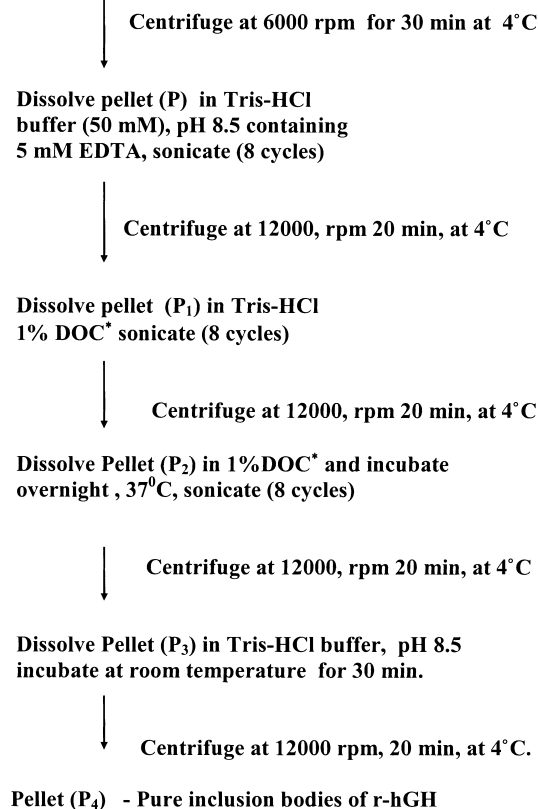 Centrifuge at 6000 rpm for 30 min at 4°C
Dissolve pellet (P) in Tris-HCl
buffer (50 mM), pH 8.5 containing
5 mM EDTA, sonicate (8 cycles)
Centrifuge at 12000, rpm 20 min, at 4°C
Dissolve pellet (P₁) in Tris-HCl
1% DOC* sonicate (8 cycles)
Centrifuge at 12000, rpm 20 min, at 4°C
Dissolve Pellet (P₂) in 1%DOC* and incubate
overnight , 37⁰C, sonicate (8 cycles)
Centrifuge at 12000, rpm 20 min, at 4°C
Dissolve Pellet (P₃) in Tris-HCl buffer, pH 8.5
incubate at room temperature for 30 min.
Centrifuge at 12000 rpm, 20 min, at 4°C.
Pellet (P₄) - Pure inclusion bodies of r-hGH